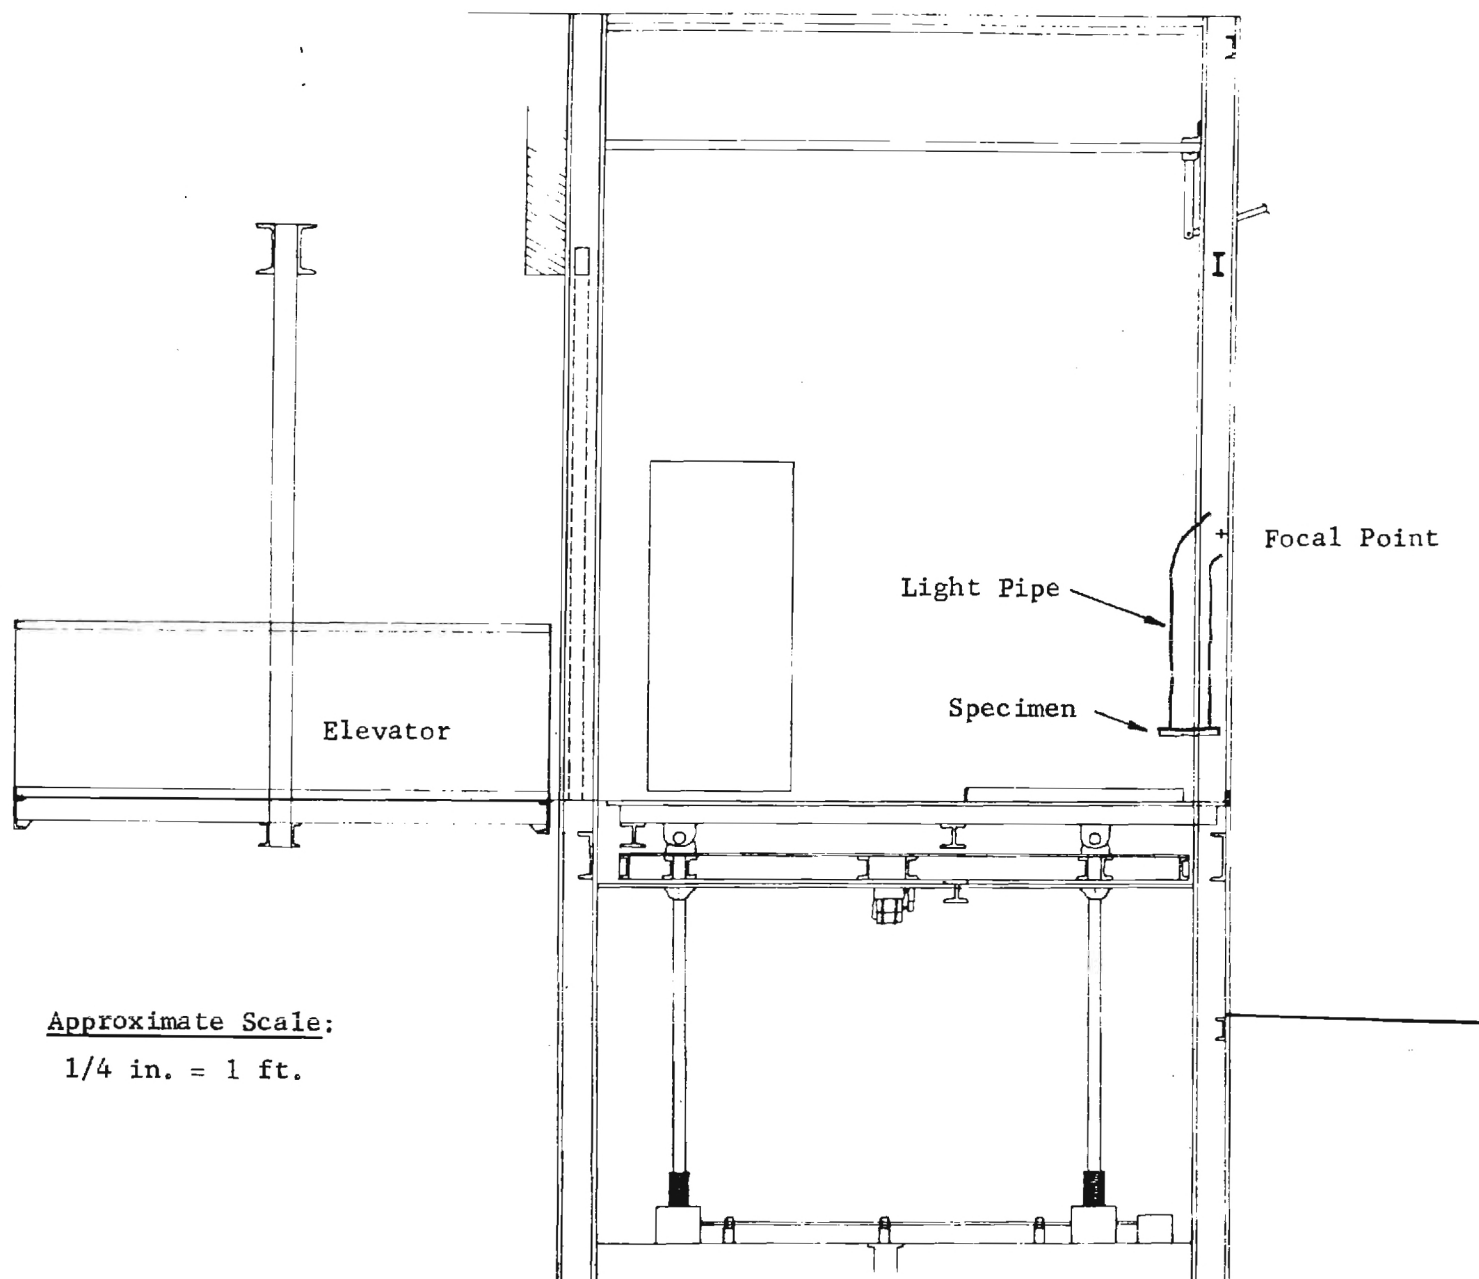 Focal Point
Light Pipe
Specimen
Elevator
Approximate Scale:
1/4 in. = 1 ft.